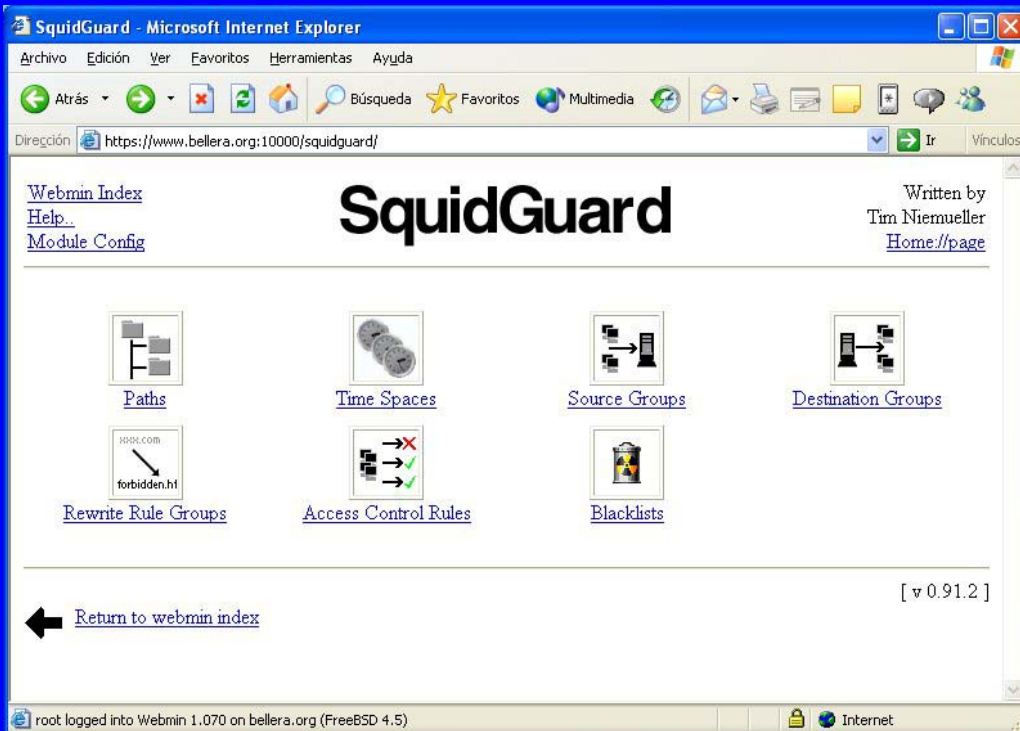 SquidGuard - Microsoft Internet Explorer
Archivo Edición Ver Favoritos Herramientas Ayuda
Atrás Búsqueda Favoritos Multimedia
Dirección https://www.bellera.org:10000/squidguard/ Ir Vínculos
Webmin Index
Help..
Module Config
SquidGuard
Written by
Tim Niemueller
Home://page
Paths Time Spaces Source Groups Destination Groups
xxx.com
forbidden.ht
Rewrite Rule Groups Access Control Rules Blacklists
[ v 0.91.2 ]
Return to webmin index
root logged into Webmin 1.070 on bellera.org (FreeBSD 4.5) Internet